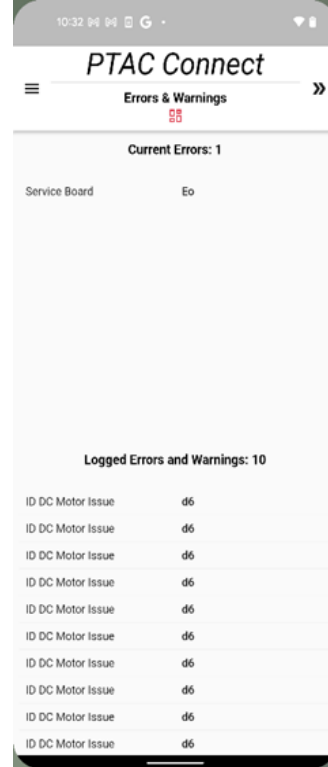 10:32 G
PTAC Connect
Errors & Warnings
Current Errors: 1
Service Board Eo
Logged Errors and Warnings: 10
ID DC Motor Issue d6
ID DC Motor Issue d6
ID DC Motor Issue d6
ID DC Motor Issue d6
ID DC Motor Issue d6
ID DC Motor Issue d6
ID DC Motor Issue d6
ID DC Motor Issue d6
ID DC Motor Issue d6
ID DC Motor Issue d6